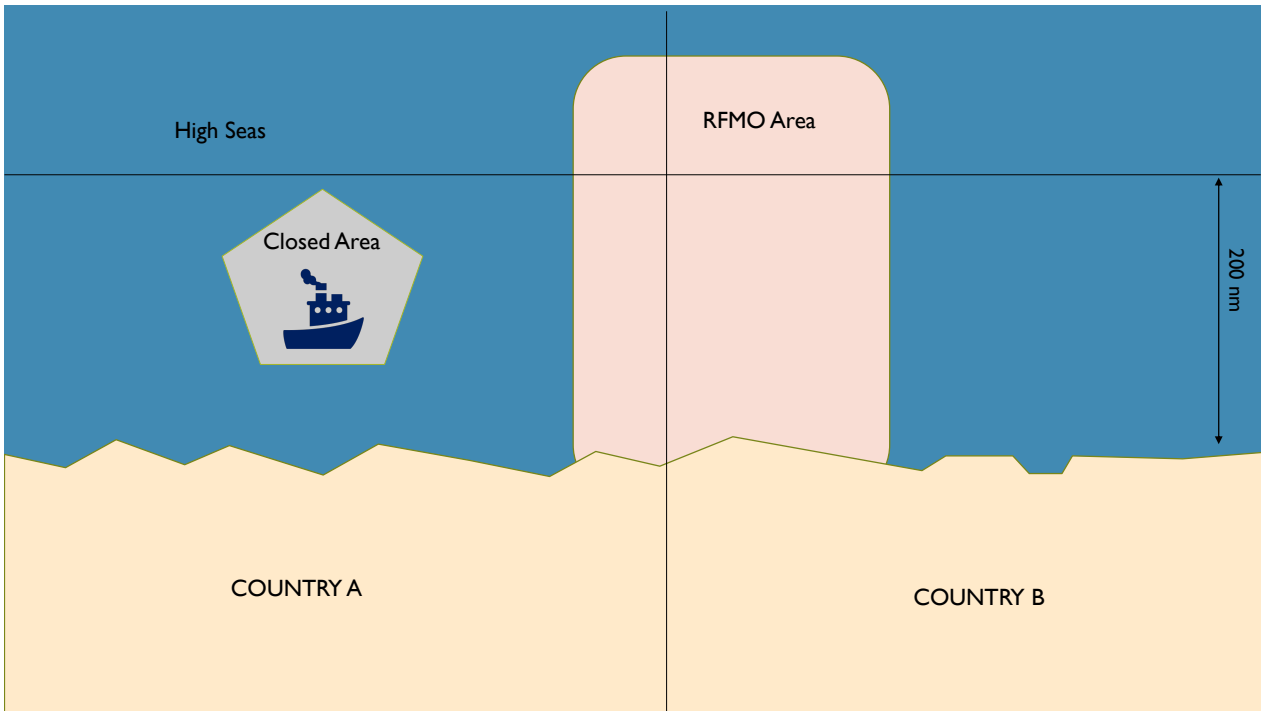 High Seas
RFMO Area
Closed Area
200 nm
COUNTRY A
COUNTRY B